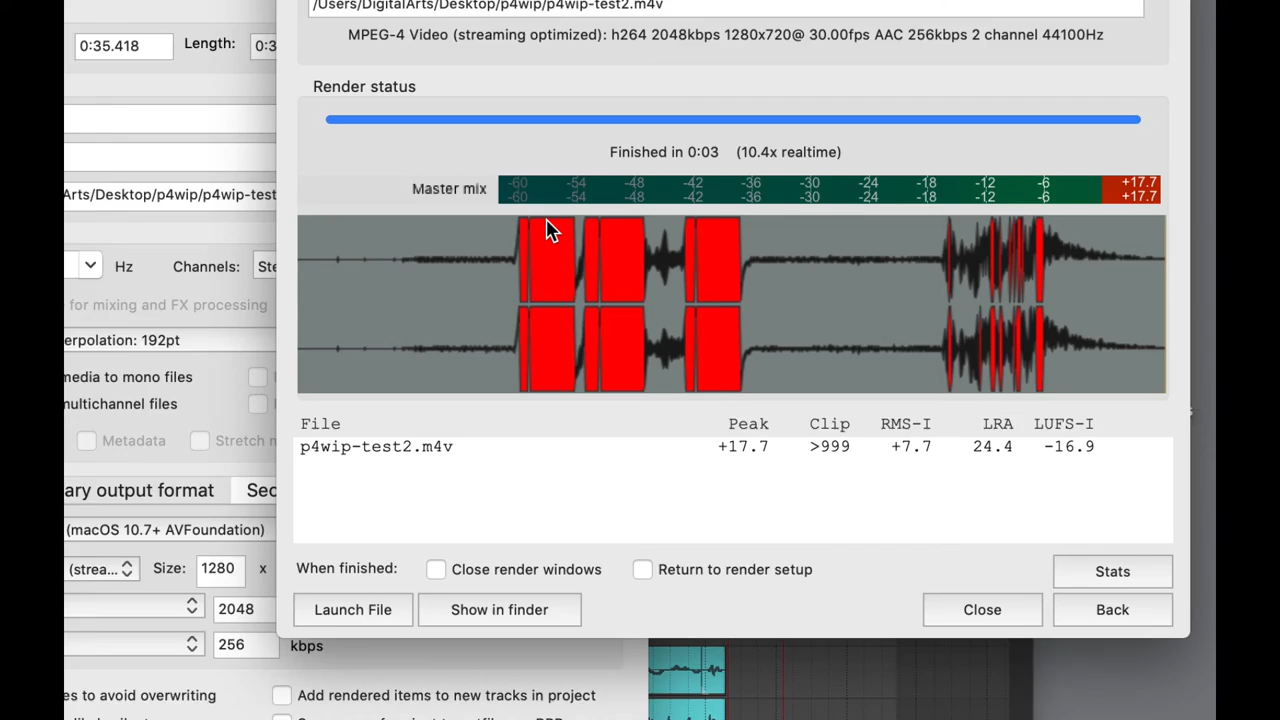 /Users/DigitalArts/Desktop/p4wip/p4wip-test2.m4v
0:35.418 Length: 0:3
MPEG-4 Video (streaming optimized): h264 2048kbps 1280x720@ 30.00fps AAC 256kbps 2 channel 44100Hz
Render status
Finished in 0:03 (10.4x realtime)
Master mix -60 -54 -48 -42 -36 -30 -24 -18 -12 -6 +17.7
-60 -54 -48 -42 -36 -30 -24 -18 -12 -6 +17.7
Arts/Desktop/p4wip/p4wip-test
Hz Channels: Ste
for mixing and FX processing
erpolation: 192pt
media to mono files
multichannel files
Metadata Stretch m
File Peak Clip RMS-I LRA LUFS-I
p4wip-test2.m4v +17.7 >999 +7.7 24.4 -16.9
ary output format Sec
(macOS 10.7+ AVFoundation)
(strea... Size: 1280 x
When finished: Close render windows Return to render setup Stats
2048
Launch File Show in finder Close Back
256 kbps
es to avoid overwriting Add rendered items to new tracks in project